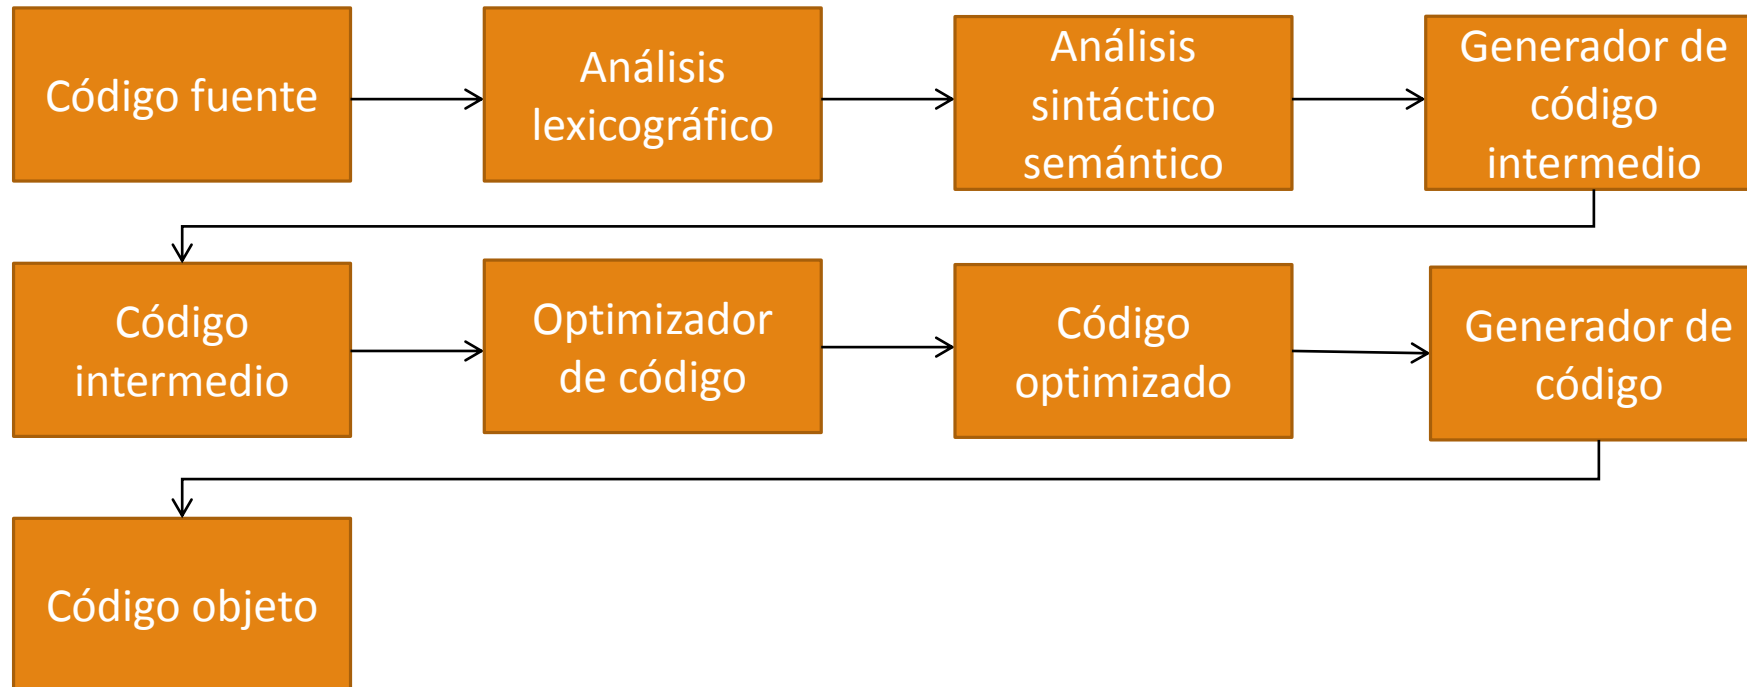 Código fuente
Análisis
lexicográfico
Análisis
sintáctico
semántico
Generador de
código
intermedio
Código
intermedio
Optimizador
de código
Código
optimizado
Generador de
código
Código objeto